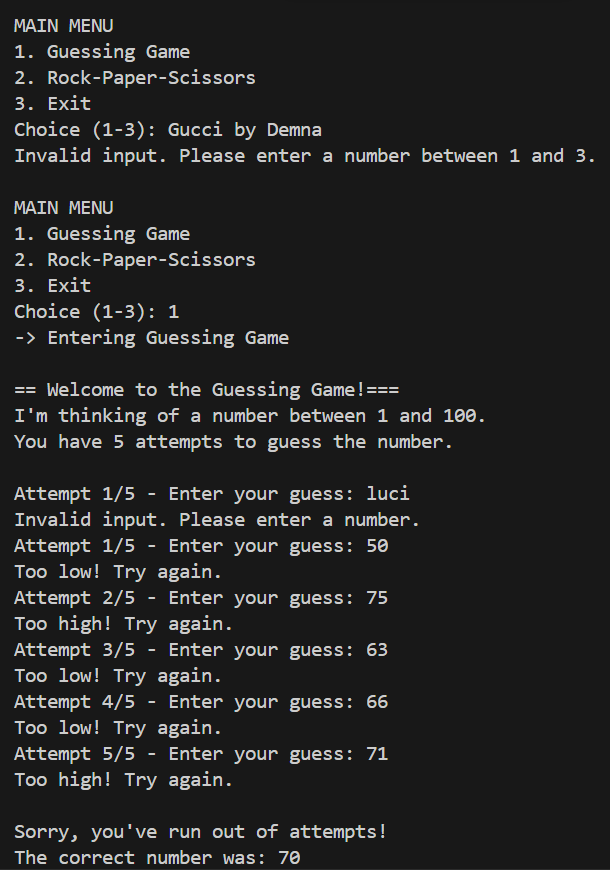 MAIN MENU
1. Guessing Game
2. Rock-Paper-Scissors
3. Exit
Choice (1-3): Gucci by Demna
Invalid input. Please enter a number between 1 and 3.

MAIN MENU
1. Guessing Game
2. Rock-Paper-Scissors
3. Exit
Choice (1-3): 1
-> Entering Guessing Game

== Welcome to the Guessing Game!===
I'm thinking of a number between 1 and 100.
You have 5 attempts to guess the number.

Attempt 1/5 - Enter your guess: luci
Invalid input. Please enter a number.
Attempt 1/5 - Enter your guess: 50
Too low! Try again.
Attempt 2/5 - Enter your guess: 75
Too high! Try again.
Attempt 3/5 - Enter your guess: 63
Too low! Try again.
Attempt 4/5 - Enter your guess: 66
Too low! Try again.
Attempt 5/5 - Enter your guess: 71
Too high! Try again.

Sorry, you've run out of attempts!
The correct number was: 70